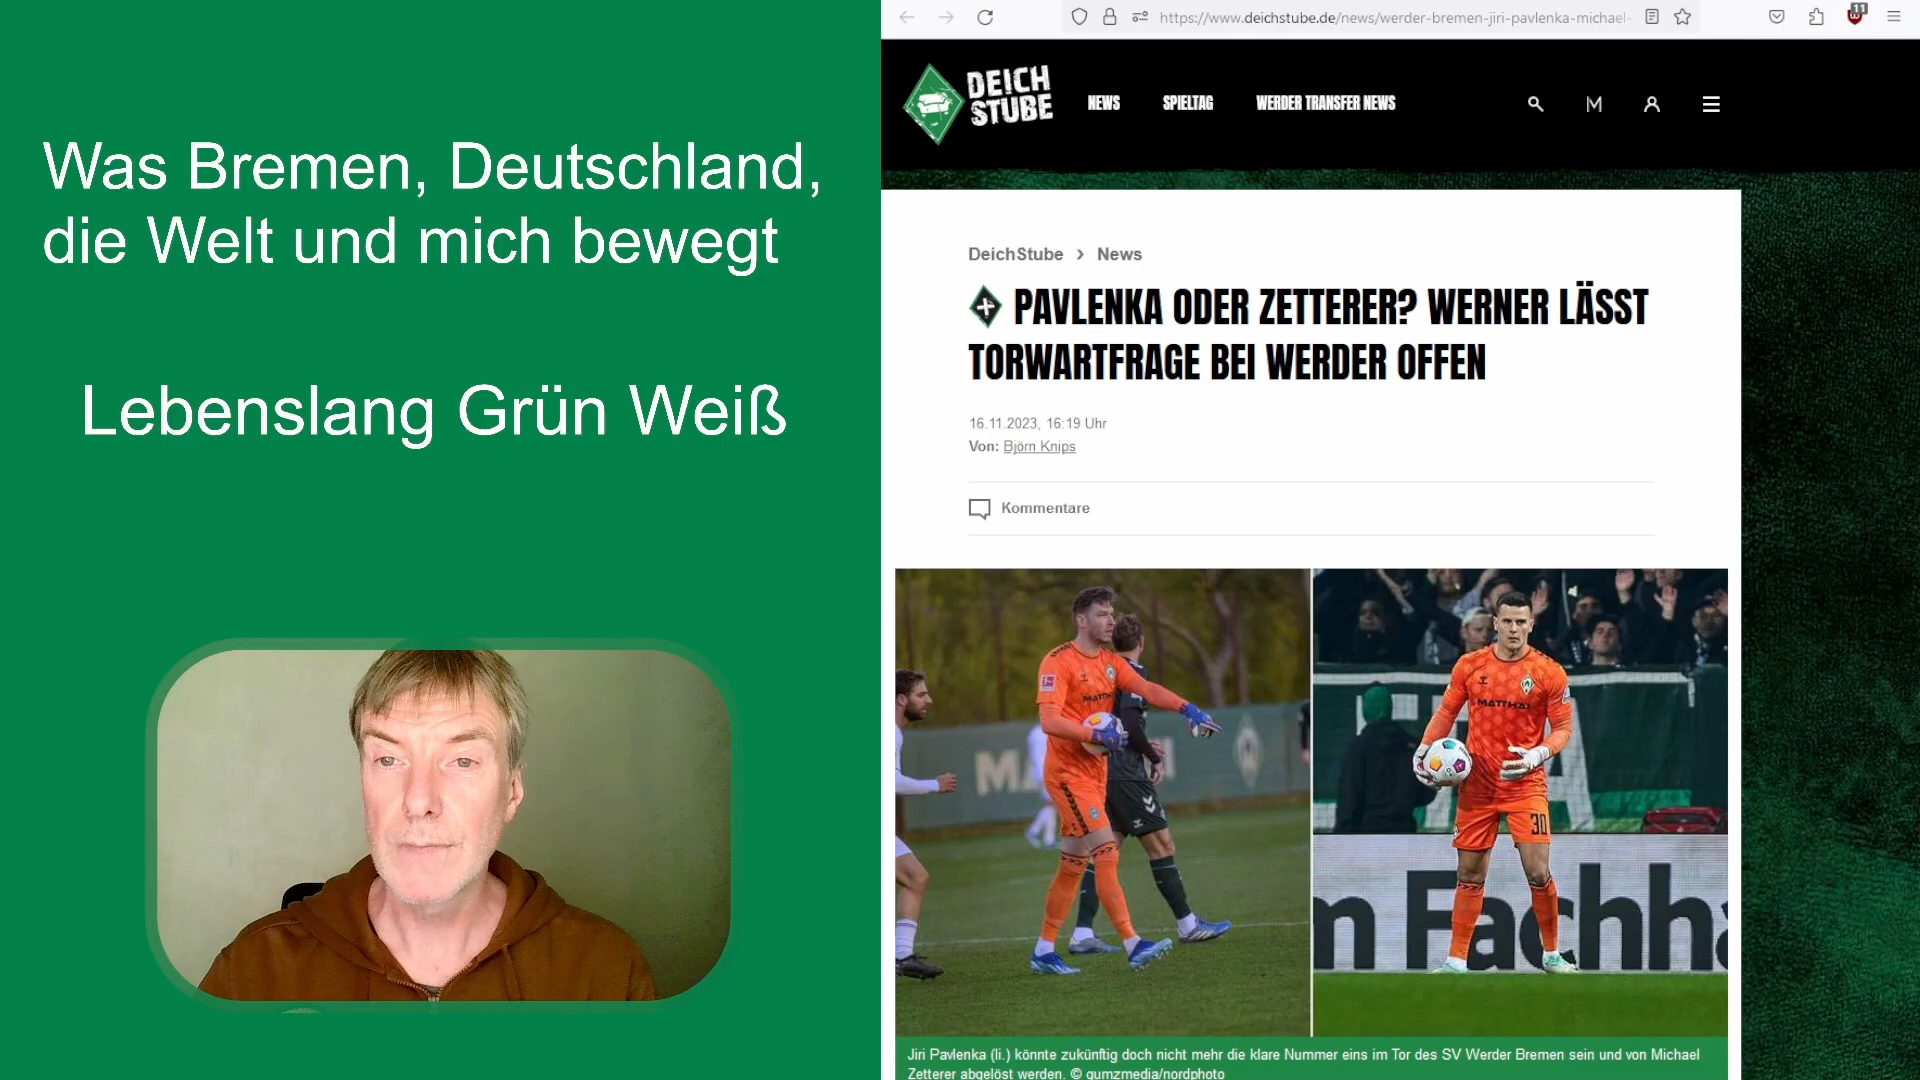 Was Bremen, Deutschland,
die Welt und mich bewegt
Lebenslang Grün Weiß
11
https://www.deichstube.de/news/werder-bremen-jiri-pavlenka-michael-
DEICH
STUBE
NEWS
SPIELTAG
WERDER TRANSFER NEWS
M
DeichStube › News
PAVLENKA ODER ZETTERER? WERNER LÄSST
TORWARTFRAGE BEI WERDER OFFEN
16.11.2023, 16:19 Uhr
Von: Björn Knips
Kommentare
MATTHÄI
30
n Fachha
Jiri Pavlenka (li.) könnte zukünftig doch nicht mehr die klare Nummer eins im Tor des SV Werder Bremen sein und von Michael
Zetterer abgelöst werden. © gumzmedia/nordphoto